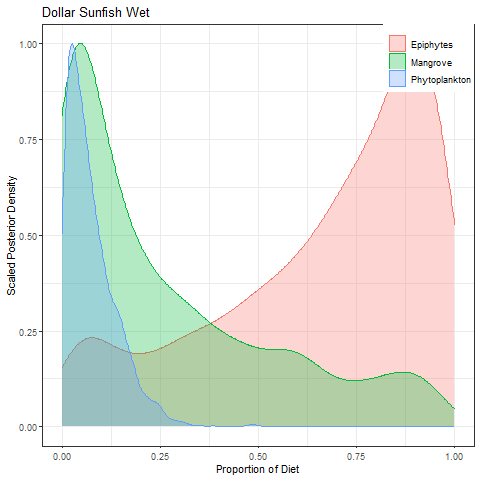 Dollar Sunfish Wet
Epiphytes
Mangrove
Phytoplankton
Scaled Posterior Density
1.00
0.75
0.50
0.25
0.00
0.00 0.25 0.50 0.75 1.00
Proportion of Diet